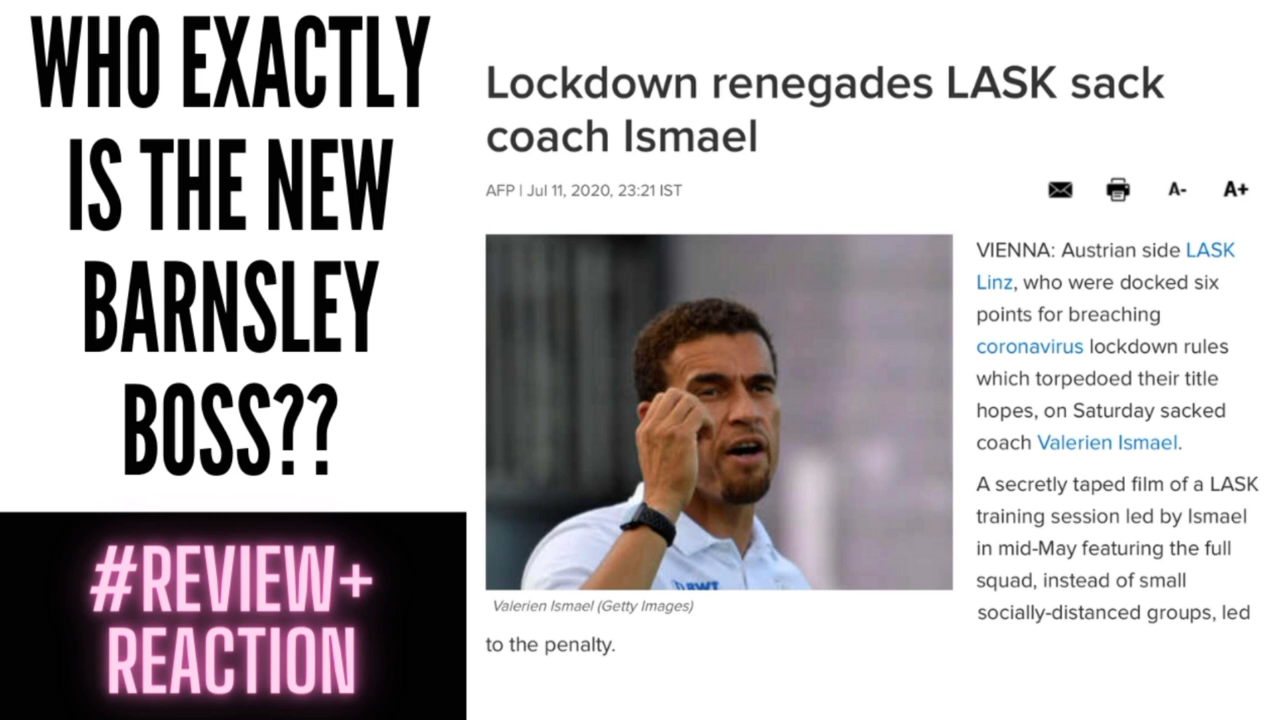 WHO EXACTLY
IS THE NEW
BARNSLEY
BOSS??
#REVIEW+
REACTION
Lockdown renegades LASK sack
coach Ismael
AFP | Jul 11, 2020, 23:21 IST
A-
A+
VIENNA: Austrian side LASK
Linz, who were docked six
points for breaching
coronavirus lockdown rules
which torpedoed their title
hopes, on Saturday sacked
coach Valerien Ismael.
A secretly taped film of a LASK
training session led by Ismael
in mid-May featuring the full
squad, instead of small
socially-distanced groups, led
to the penalty.
BWT
Valerien Ismael (Getty Images)